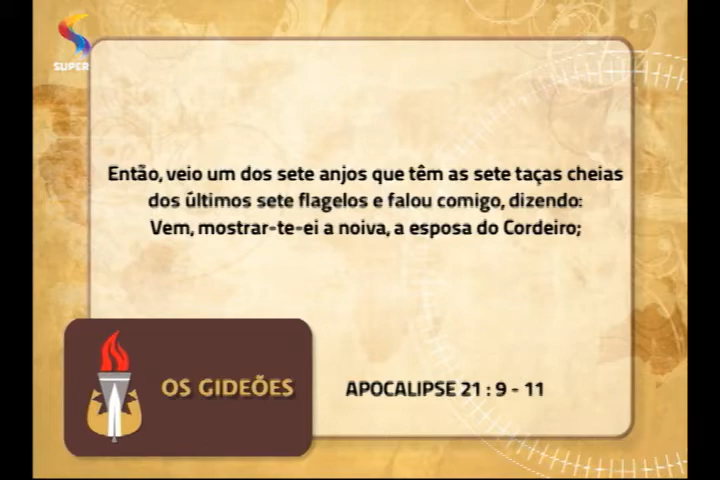 SUPER
Então, veio um dos sete anjos que têm as sete taças cheias
dos últimos sete flagelos e falou comigo, dizendo:
Vem, mostrar-te-ei a noiva, a esposa do Cordeiro;
OS GIDEÕES
APOCALIPSE 21 : 9 - 11